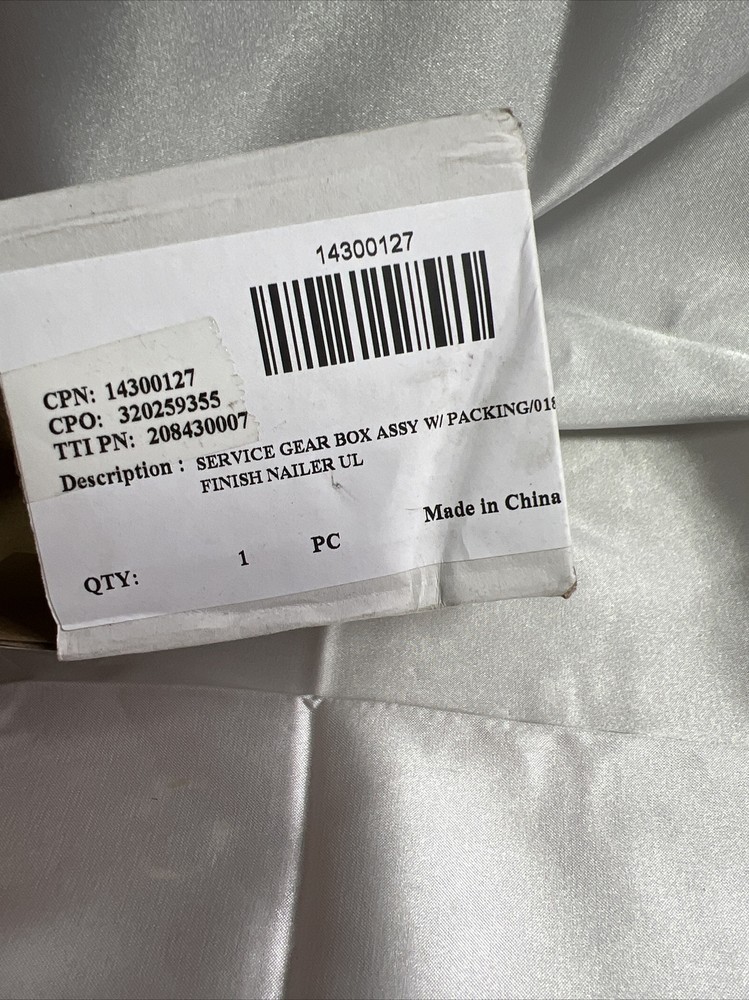 14300127
CPN: 14300127
CPO: 320259355
TTI PN: 208430007
Description : SERVICE GEAR BOX ASSY W/ PACKING/018
FINISH NAILER UL
Made in China
QTY: 1 PC